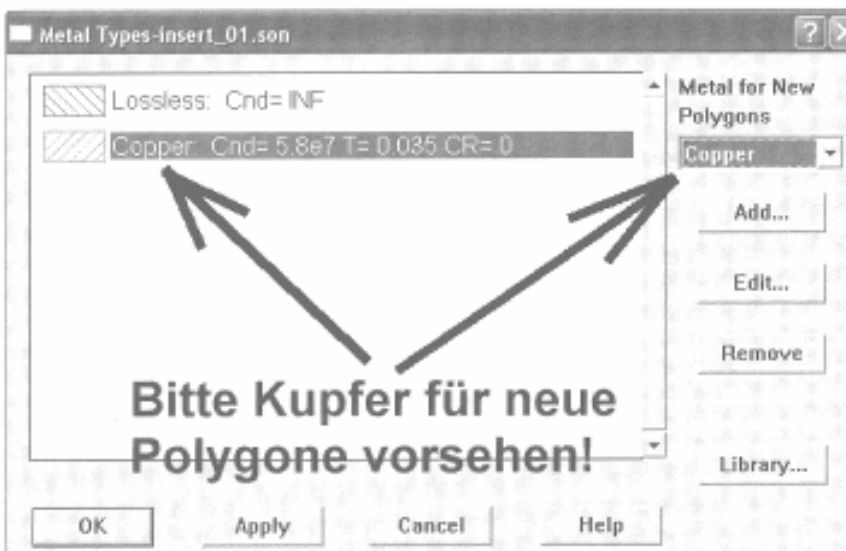 Metal Types-insert_01.son
Lossless: Cnd= INF
Copper: Cnd= 5.8e7 T= 0.035 CR= 0
Metal for New
Polygons
Copper
Add...
Edit...
Remove
Library...
Bitte Kupfer für neue
Polygone vorsehen!
OK
Apply
Cancel
Help